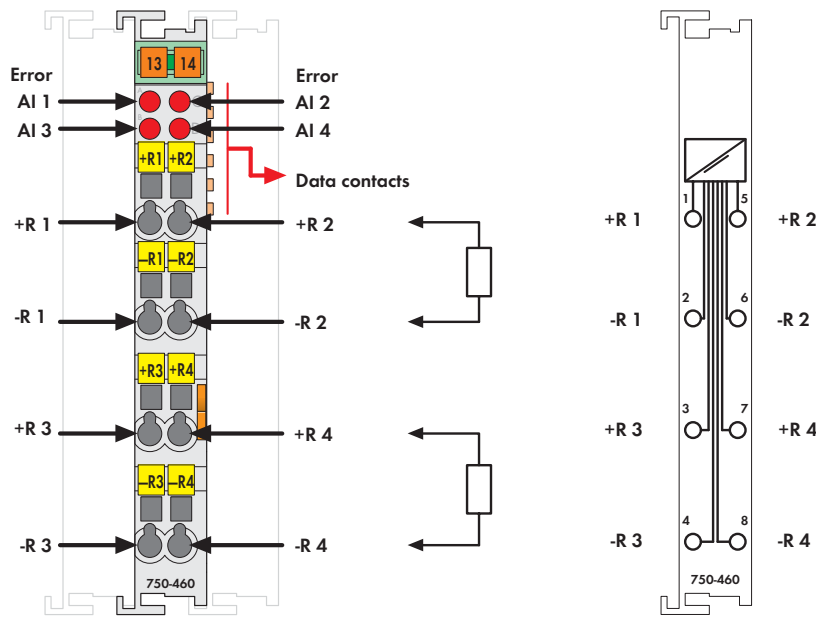 13 14
Error Error
AI 1 AI 2
AI 3 AI 4
+R1 +R2
Data contacts
1 5
+R 1 +R 2 +R 1 +R 2
–R1 –R2
2 6
-R 1 -R 2 -R 1 -R 2
+R3 +R4
3 7
+R 3 +R 4 +R 3 +R 4
–R3 –R4
4 8
-R 3 -R 4 -R 3 -R 4
750-460 750-460